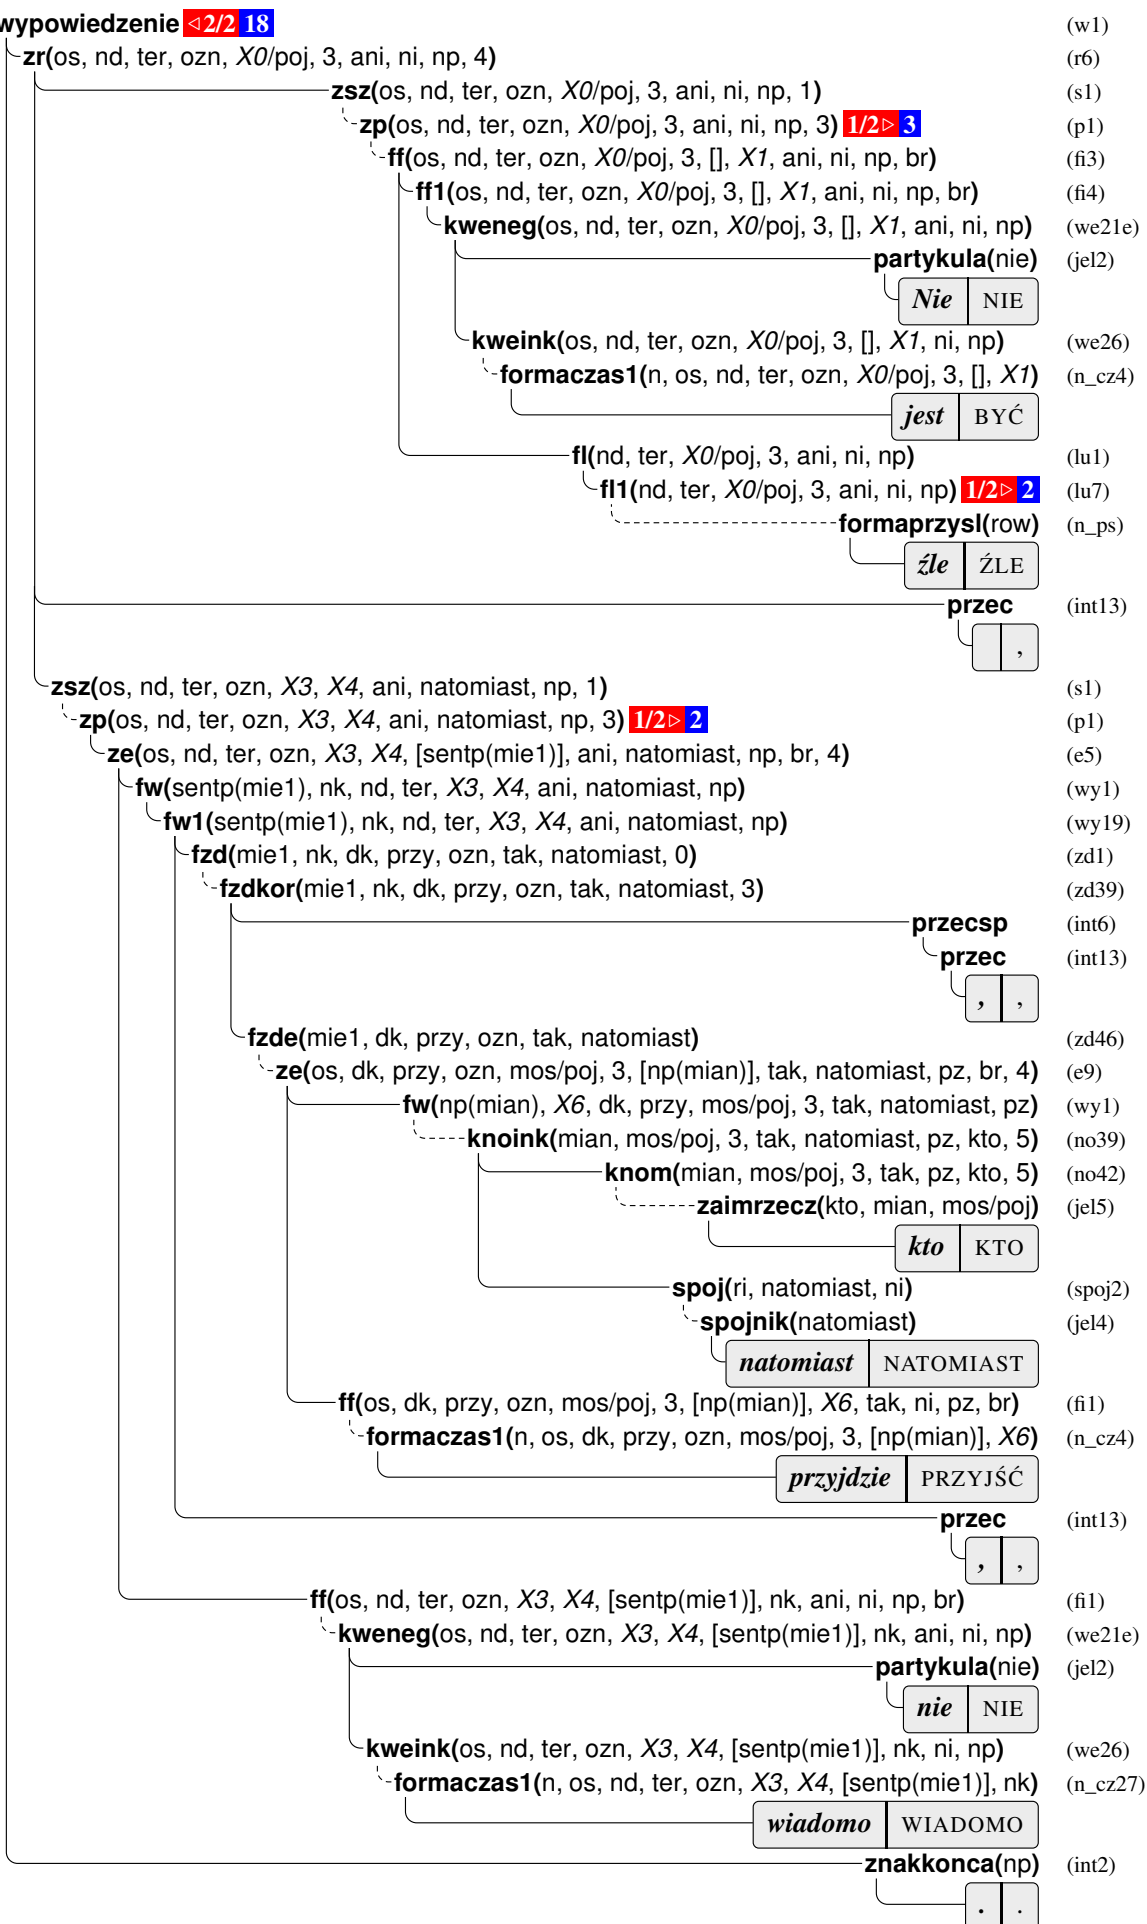 wypowiedzenie ◁2/2 18 (w1)
zr(os, nd, ter, ozn, X0/poj, 3, ani, ni, np, 4) (r6)
zsz(os, nd, ter, ozn, X0/poj, 3, ani, ni, np, 1) (s1)
zp(os, nd, ter, ozn, X0/poj, 3, ani, ni, np, 3) 1/2▷ 3 (p1)
ff(os, nd, ter, ozn, X0/poj, 3, [], X1, ani, ni, np, br) (fi3)
ff1(os, nd, ter, ozn, X0/poj, 3, [], X1, ani, ni, np, br) (fi4)
kweneg(os, nd, ter, ozn, X0/poj, 3, [], X1, ani, ni, np) (we21e)
partykula(nie) (jel2)
Nie NIE
kweink(os, nd, ter, ozn, X0/poj, 3, [], X1, ni, np) (we26)
formaczas1(n, os, nd, ter, ozn, X0/poj, 3, [], X1) (n_cz4)
jest BYĆ
fl(nd, ter, X0/poj, 3, ani, ni, np) (lu1)
fl1(nd, ter, X0/poj, 3, ani, ni, np) 1/2▷ 2 (lu7)
formaprzysl(row) (n_ps)
źle ŹLE
przec (int13)
,
zsz(os, nd, ter, ozn, X3, X4, ani, natomiast, np, 1) (s1)
zp(os, nd, ter, ozn, X3, X4, ani, natomiast, np, 3) 1/2▷ 2 (p1)
ze(os, nd, ter, ozn, X3, X4, [sentp(mie1)], ani, natomiast, np, br, 4) (e5)
fw(sentp(mie1), nk, nd, ter, X3, X4, ani, natomiast, np) (wy1)
fw1(sentp(mie1), nk, nd, ter, X3, X4, ani, natomiast, np) (wy19)
fzd(mie1, nk, dk, przy, ozn, tak, natomiast, 0) (zd1)
fzdkor(mie1, nk, dk, przy, ozn, tak, natomiast, 3) (zd39)
przecsp (int6)
przec (int13)
, ,
fzde(mie1, dk, przy, ozn, tak, natomiast) (zd46)
ze(os, dk, przy, ozn, mos/poj, 3, [np(mian)], tak, natomiast, pz, br, 4) (e9)
fw(np(mian), X6, dk, przy, mos/poj, 3, tak, natomiast, pz) (wy1)
knoink(mian, mos/poj, 3, tak, natomiast, pz, kto, 5) (no39)
knom(mian, mos/poj, 3, tak, pz, kto, 5) (no42)
zaimrzecz(kto, mian, mos/poj) (jel5)
kto KTO
spoj(ri, natomiast, ni) (spoj2)
spojnik(natomiast) (jel4)
natomiast NATOMIAST
ff(os, dk, przy, ozn, mos/poj, 3, [np(mian)], X6, tak, ni, pz, br) (fi1)
formaczas1(n, os, dk, przy, ozn, mos/poj, 3, [np(mian)], X6) (n_cz4)
przyjdzie PRZYJŚĆ
przec (int13)
, ,
ff(os, nd, ter, ozn, X3, X4, [sentp(mie1)], nk, ani, ni, np, br) (fi1)
kweneg(os, nd, ter, ozn, X3, X4, [sentp(mie1)], nk, ani, ni, np) (we21e)
partykula(nie) (jel2)
nie NIE
kweink(os, nd, ter, ozn, X3, X4, [sentp(mie1)], nk, ni, np) (we26)
formaczas1(n, os, nd, ter, ozn, X3, X4, [sentp(mie1)], nk) (n_cz27)
wiadomo WIADOMO
znakkonca(np) (int2)
. .